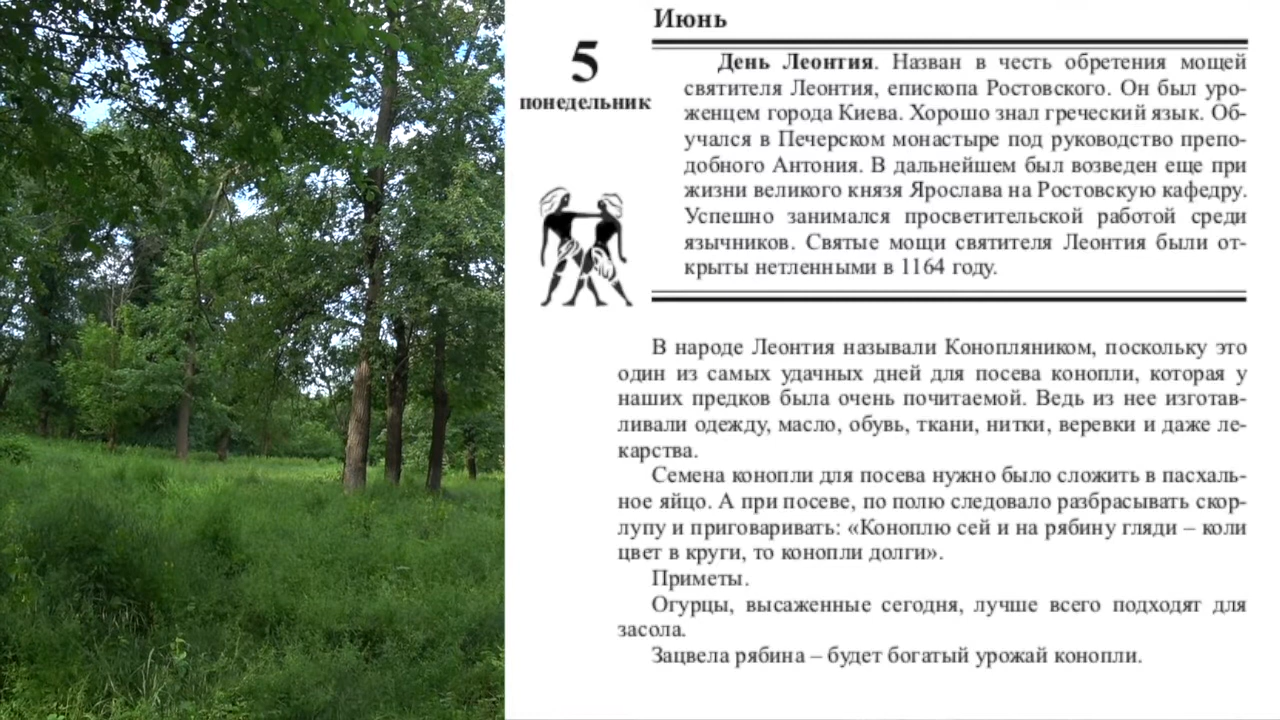 Июнь
5
понедельник
День Леонтия. Назван в честь обретения мощей
святителя Леонтия, епископа Ростовского. Он был уро-
женцем города Киева. Хорошо знал греческий язык. Об-
учался в Печерском монастыре под руководство препо-
добного Антония. В дальнейшем был возведен еще при
жизни великого князя Ярослава на Ростовскую кафедру.
Успешно занимался просветительской работой среди
язычников. Святые мощи святителя Леонтия были от-
крыты нетленными в 1164 году.
В народе Леонтия называли Конопляником, поскольку это
один из самых удачных дней для посева конопли, которая у
наших предков была очень почитаемой. Ведь из нее изготав-
ливали одежду, масло, обувь, ткани, нитки, веревки и даже ле-
карства.
Семена конопли для посева нужно было сложить в пасхаль-
ное яйцо. А при посеве, по полю следовало разбрасывать скор-
лупу и приговаривать: «Коноплю сей и на рябину гляди – коли
цвет в круги, то конопли долги».
Приметы.
Огурцы, высаженные сегодня, лучше всего подходят для
засола.
Зацвела рябина – будет богатый урожай конопли.